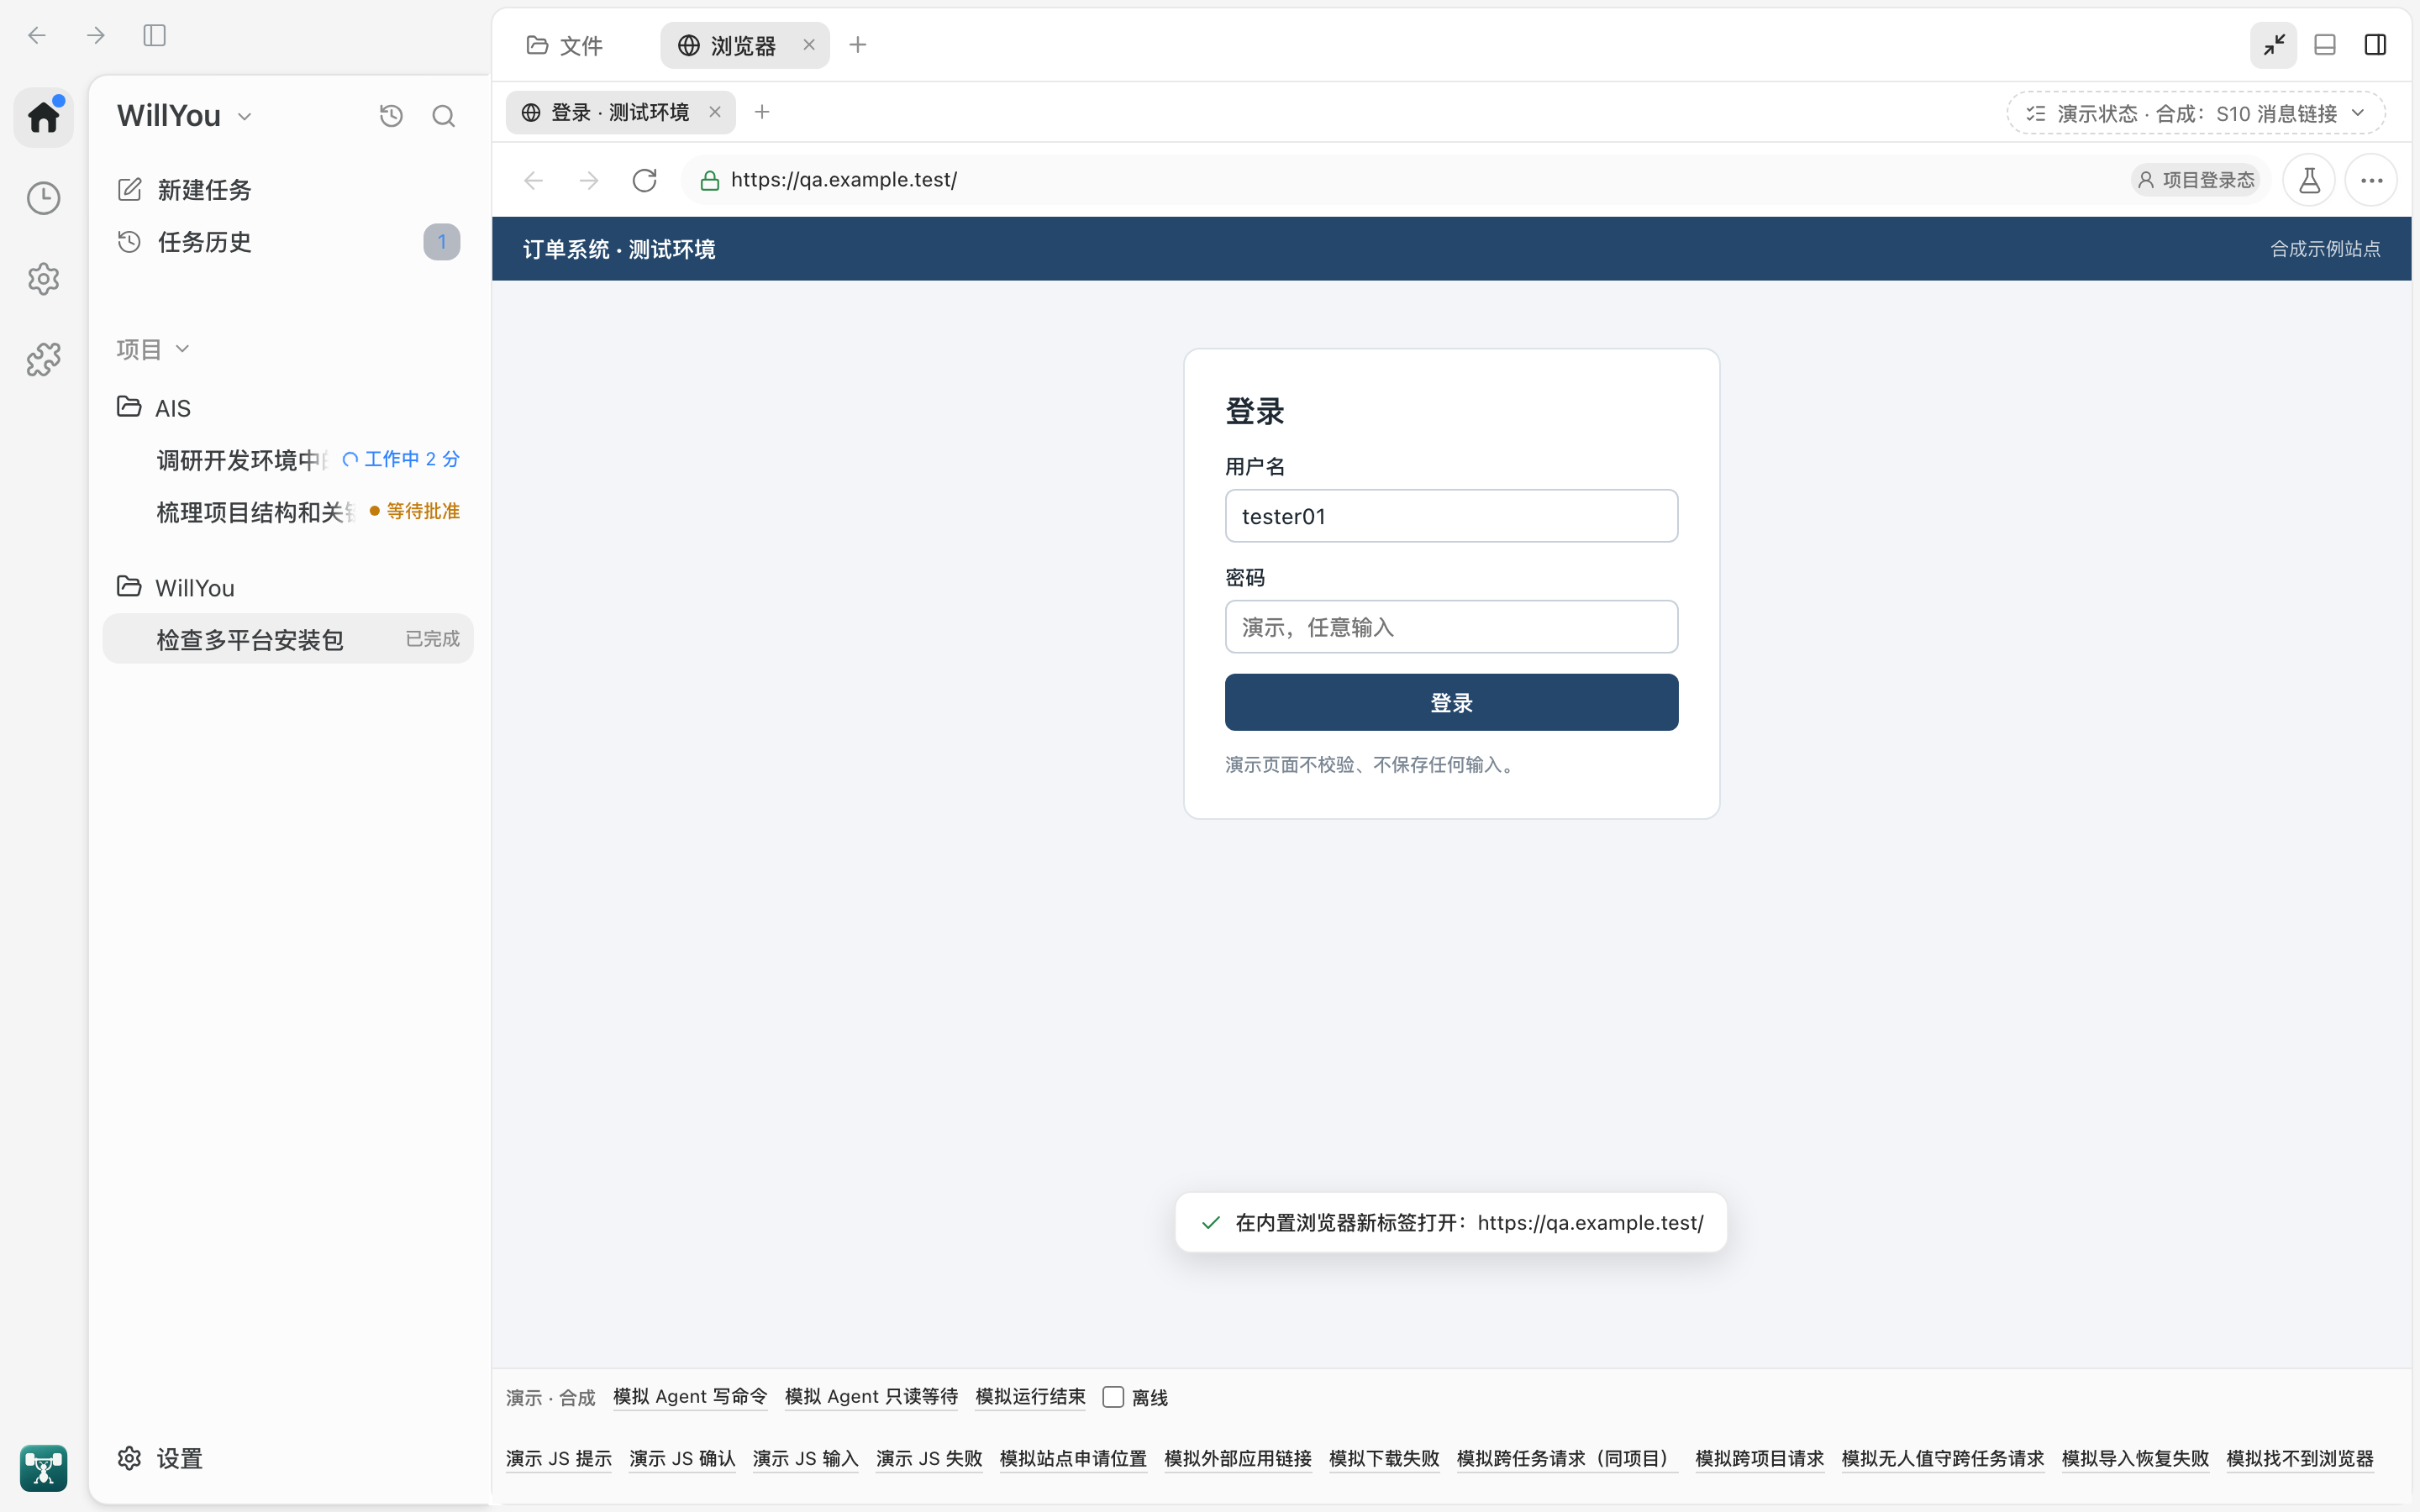 文件
浏览器
WillYou
登录 · 测试环境
演示状态 · 合成：S10 消息链接
https://qa.example.test/
项目登录态
新建任务
任务历史
1
订单系统 · 测试环境
合成示例站点
项目
AIS
调研开发环境中
工作中 2 分
梳理项目结构和关
等待批准
WillYou
检查多平台安装包
已完成
设置
登录
用户名
tester01
密码
演示，任意输入
登录
演示页面不校验、不保存任何输入。
在内置浏览器新标签打开：https://qa.example.test/
演示 · 合成 模拟 Agent 写命令 模拟 Agent 只读等待 模拟运行结束 离线
演示 JS 提示 演示 JS 确认 演示 JS 输入 演示 JS 失败 模拟站点申请位置 模拟外部应用链接 模拟下载失败 模拟跨任务请求（同项目） 模拟跨项目请求 模拟无人值守跨任务请求 模拟导入恢复失败 模拟找不到浏览器